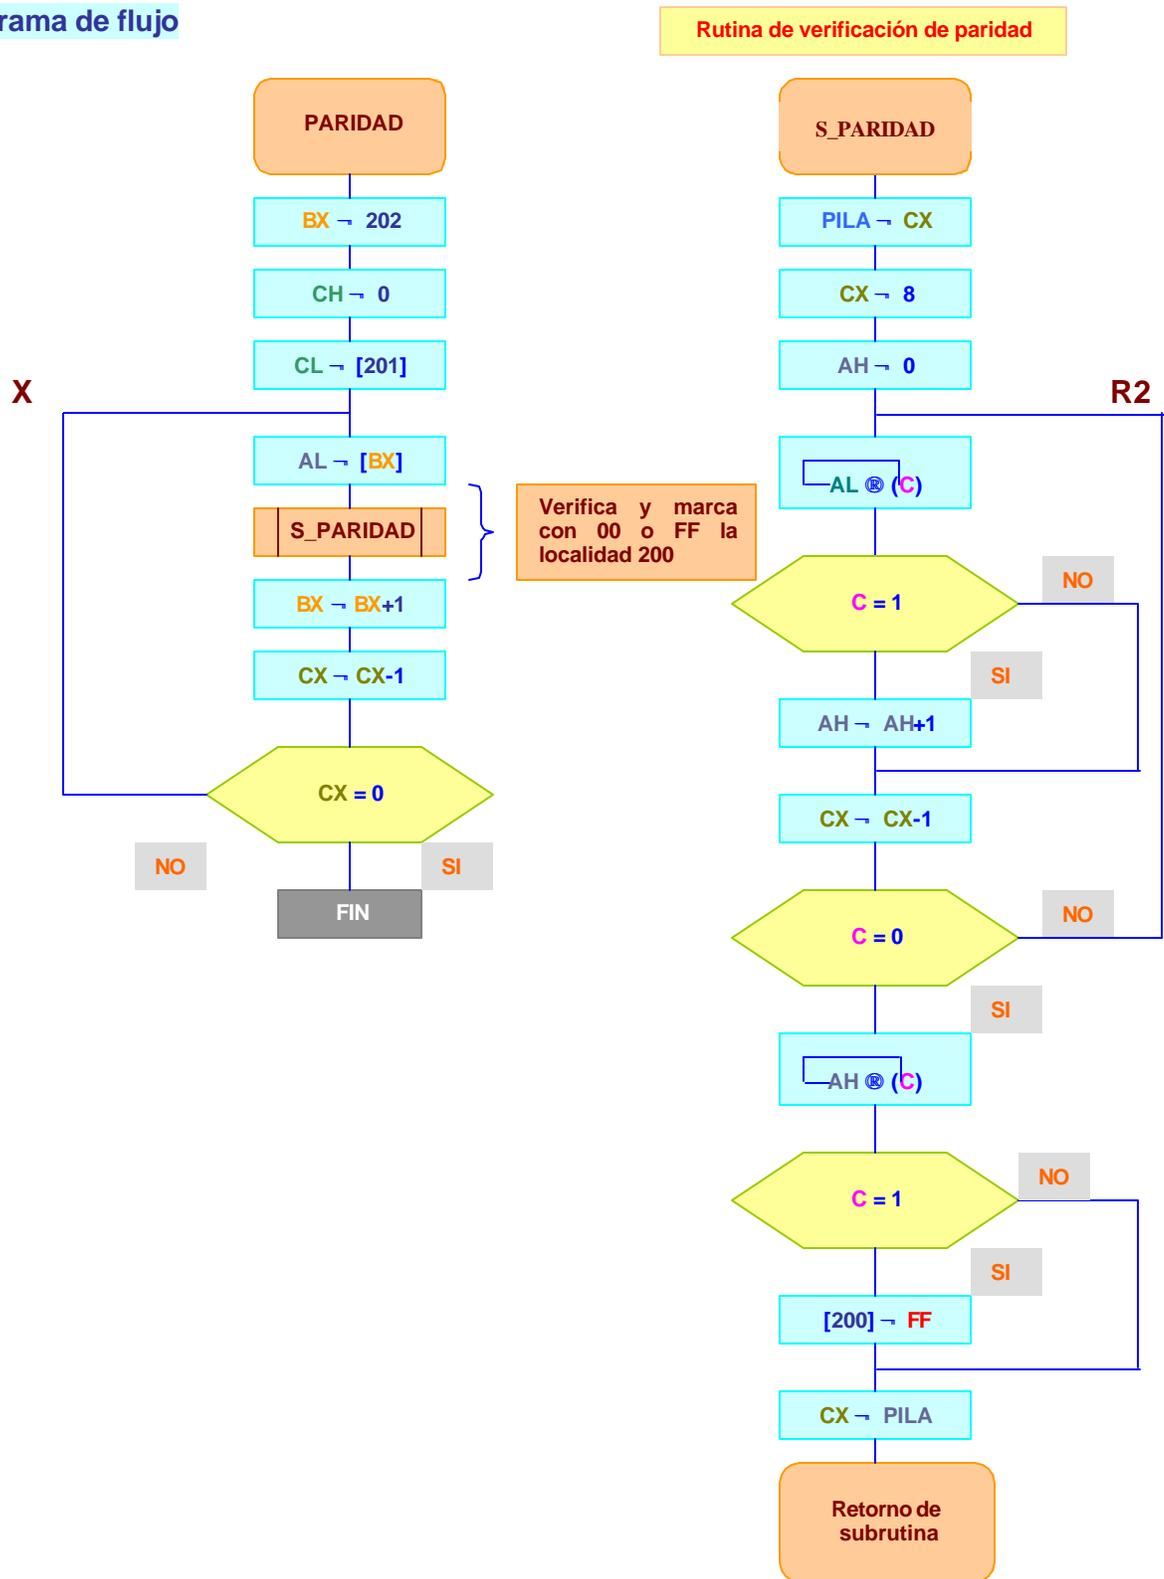 rama de flujo
Rutina de verificación de paridad
PARIDAD
BX ¬ 202
CH ¬ 0
CL ¬ [201]
X
AL ¬ [BX]
S_PARIDAD
Verifica y marca
con 00 o FF la
localidad 200
BX ¬ BX+1
CX ¬ CX-1
CX = 0
NO
SI
FIN
S_PARIDAD
PILA ¬ CX
CX ¬ 8
AH ¬ 0
R2
AL ® (C)
C = 1
NO
SI
AH ¬ AH+1
CX ¬ CX-1
C = 0
NO
SI
AH ® (C)
C = 1
NO
SI
[200] ¬ FF
CX ¬ PILA
Retorno de
subrutina